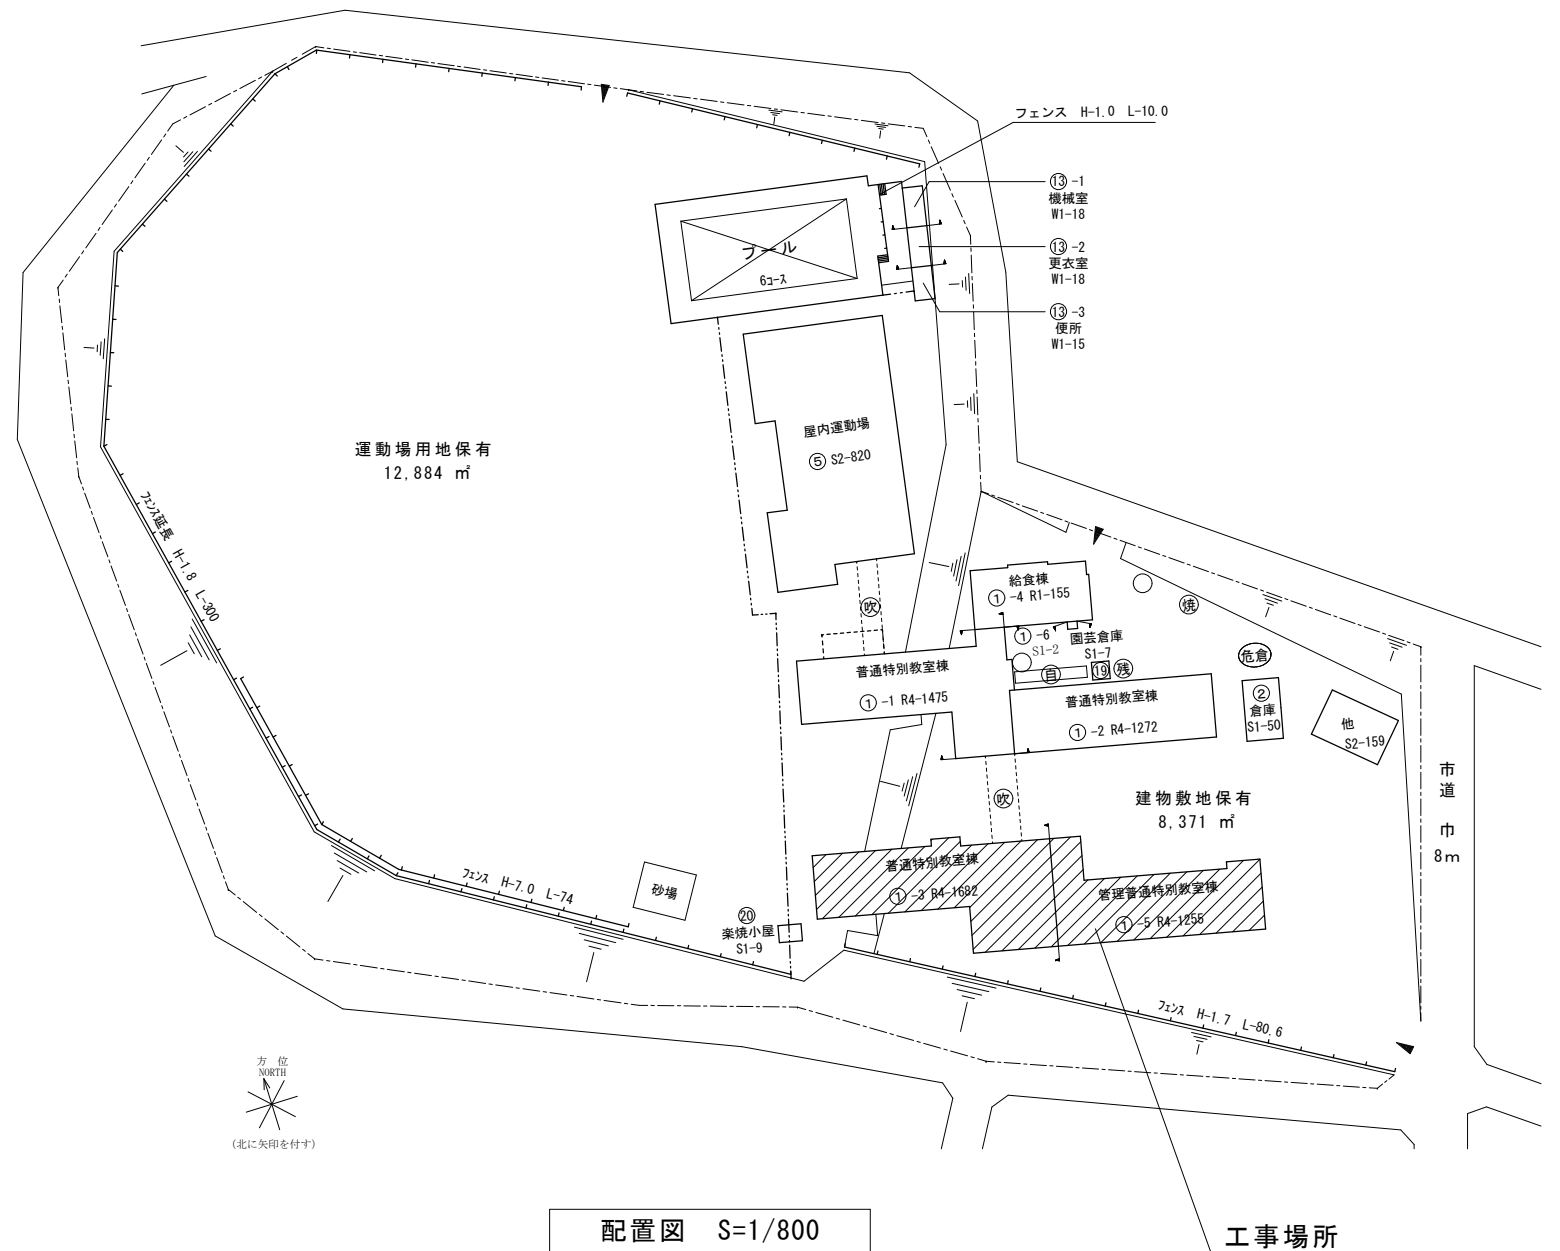 フェンス H-1.0 L-10.0
⑬-1
機械室
W1-18
⑬-2
更衣室
W1-18
⑬-3
便所
W1-15
プール
6コース
屋内運動場
⑤ S2-820
運動場用地保有
12,884 ㎡
フェンス延長 H-1.8 L-300
吹
給食棟
①-4 R1-155
①-6
S1-2
園芸倉庫
S1-7
焼
自
⑲
残
危倉
②
倉庫
S1-50
他
S2-159
普通特別教室棟
①-1 R4-1475
普通特別教室棟
①-2 R4-1272
吹
建物敷地保有
8,371 ㎡
市道 巾 8m
普通特別教室棟
①-3 R4-1682
管理普通特別教室棟
①-5 R4-1255
フェンス H-7.0 L-74
砂場
⑳
楽焼小屋
S1-9
フェンス H-1.7 L-80.6
方位
NORTH
(北に矢印を付す)
配置図 S=1/800
工事場所